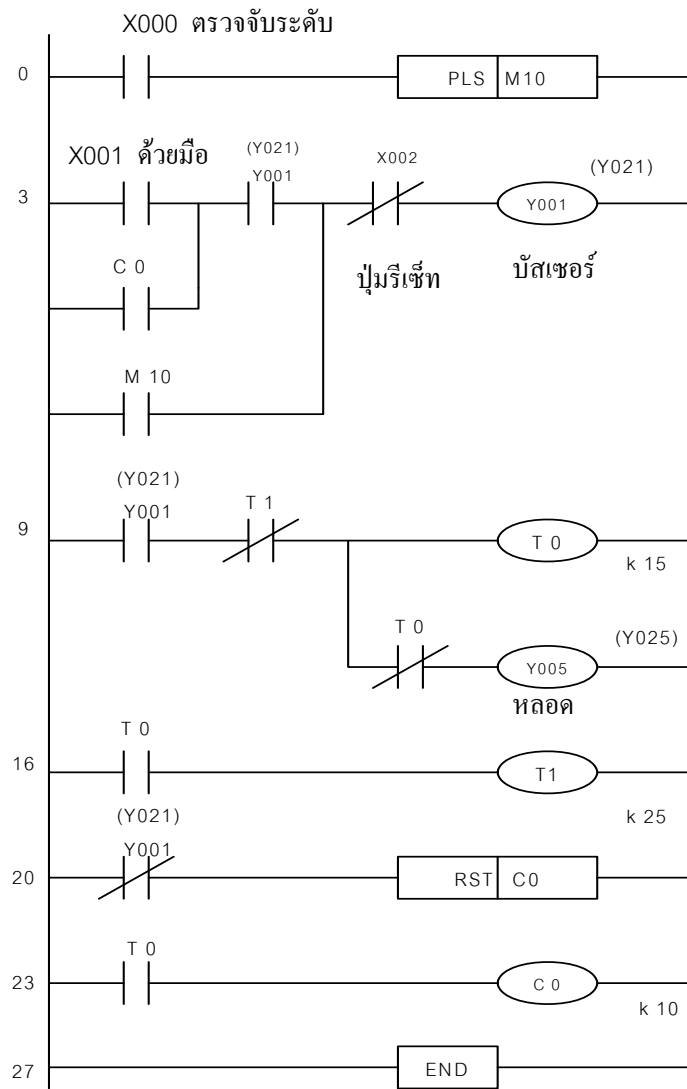 X000 ตรวจจับระดับ
0
PLS M10
X001 ด้วยมือ
(Y021)
Y001
X002
(Y021)
3
Y001
ปุ่มรีเซ็ท
บัสเซอร์
C 0
M 10
(Y021)
Y001
T 1
9
T 0
k 15
T 0
(Y025)
Y005
หลอด
T 0
16
T1
k 25
(Y021)
Y001
20
RST C0
T 0
23
C 0
k 10
27
END